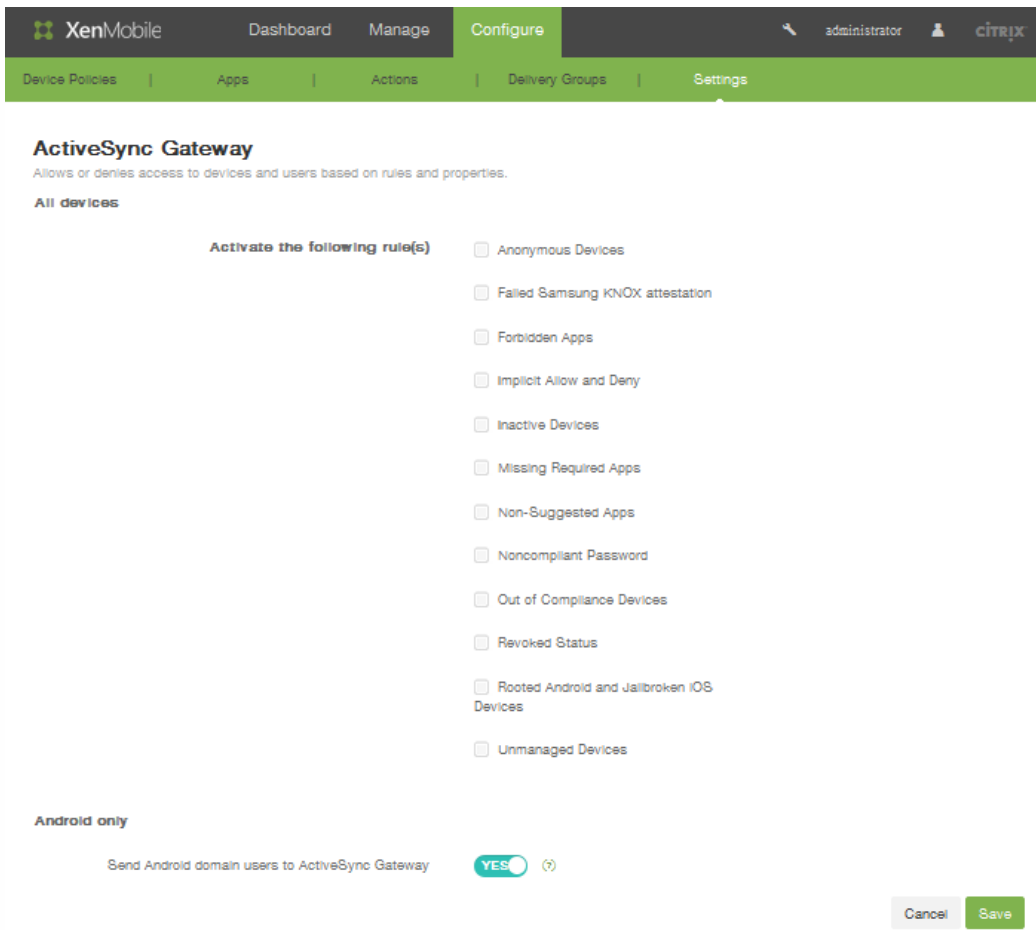 XenMobile Dashboard Manage Configure administrator CITRIX
Device Policies | Apps | Actions | Delivery Groups | Settings
ActiveSync Gateway
Allows or denies access to devices and users based on rules and properties.
All devices
Activate the following rule(s)
Anonymous Devices
Failed Samsung KNOX attestation
Forbidden Apps
Implicit Allow and Deny
Inactive Devices
Missing Required Apps
Non-Suggested Apps
Noncompliant Password
Out of Compliance Devices
Revoked Status
Rooted Android and Jailbroken iOS
Devices
Unmanaged Devices
Android only
Send Android domain users to ActiveSync Gateway YES (?)
Cancel Save